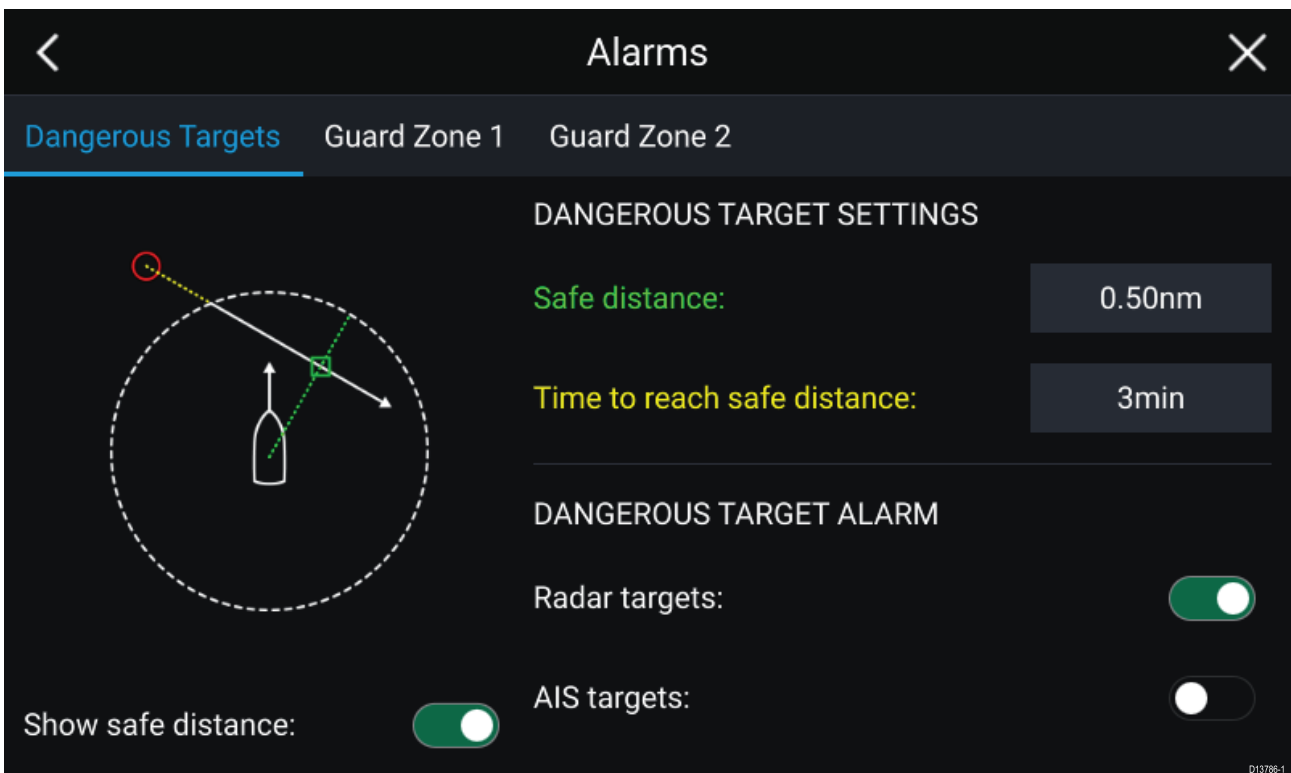 Alarms
Dangerous Targets Guard Zone 1 Guard Zone 2
DANGEROUS TARGET SETTINGS
Safe distance: 0.50nm
Time to reach safe distance: 3min
DANGEROUS TARGET ALARM
Radar targets:
AIS targets:
Show safe distance:
D13786-1